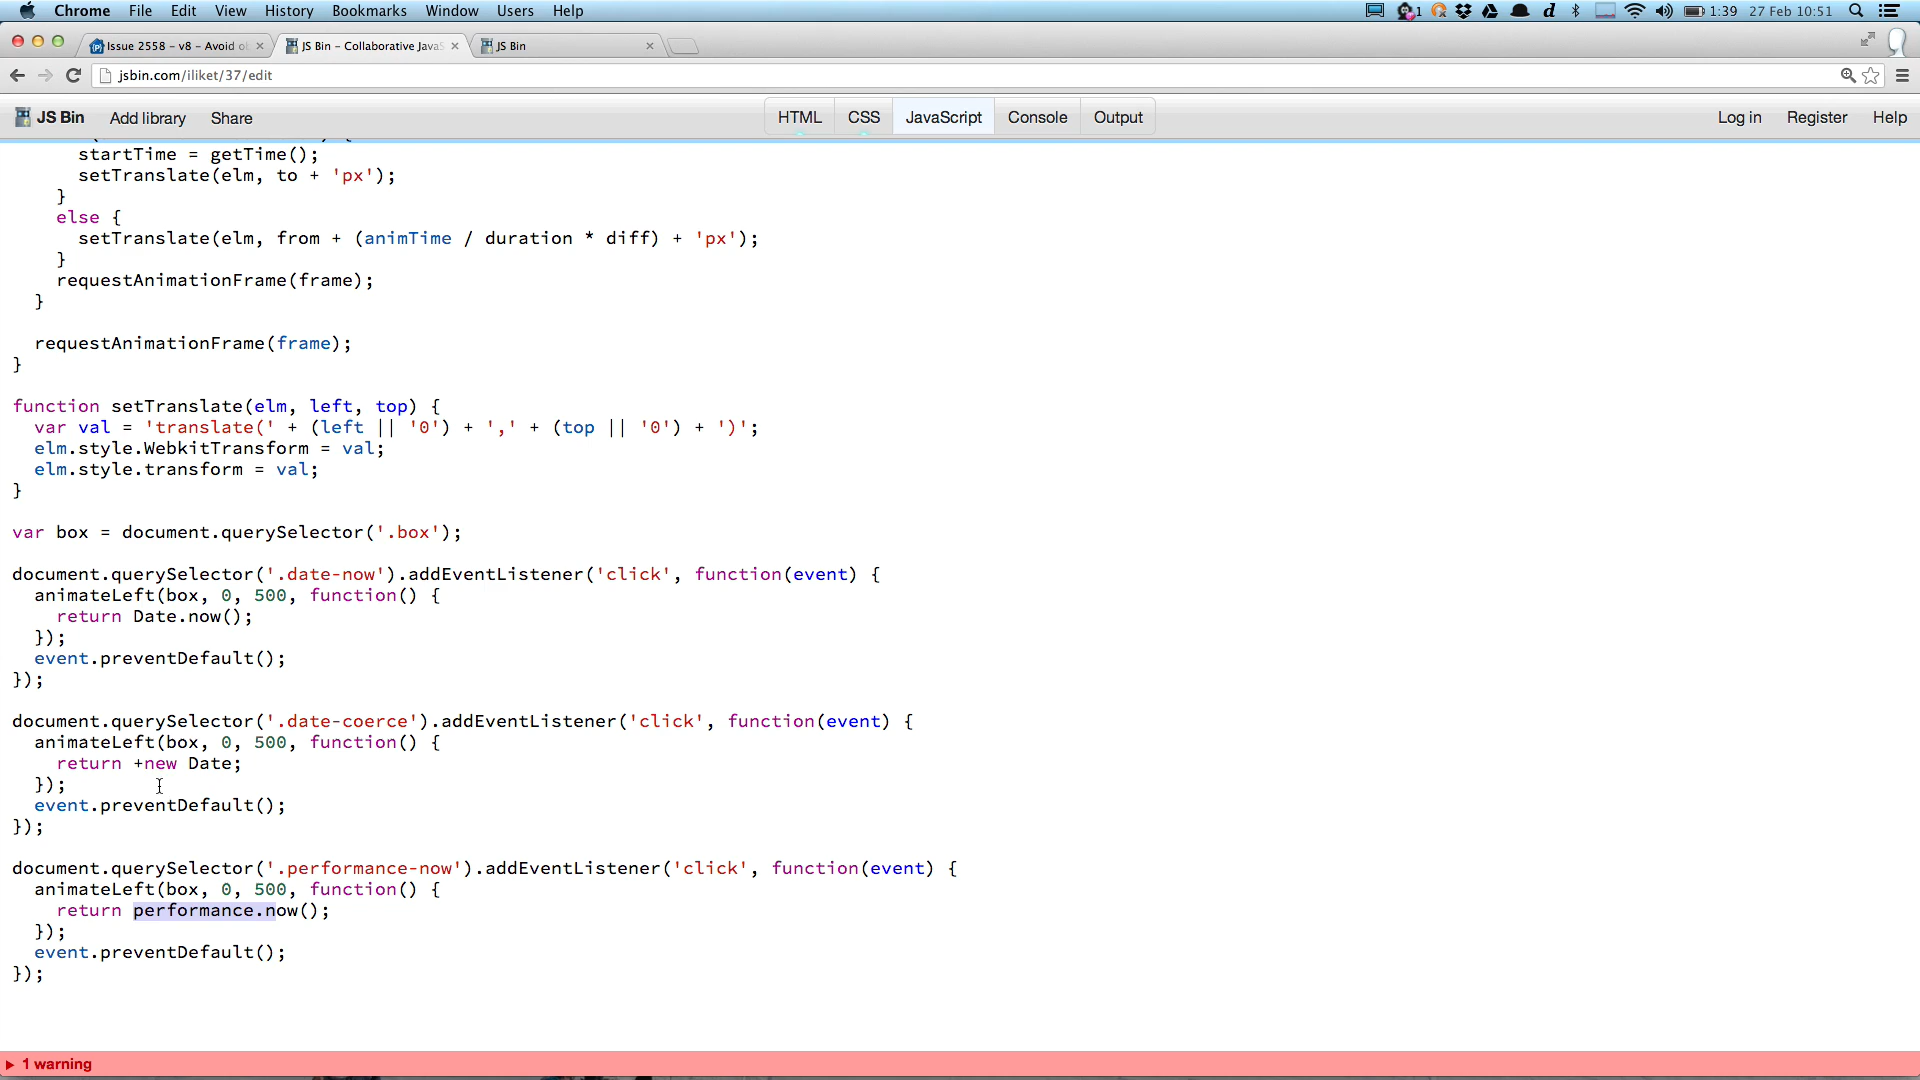 Chrome File Edit View History Bookmarks Window Users Help 1 1:39 27 Feb 10:51
Issue 2558 - v8 - Avoid ob JS Bin - Collaborative JavaS JS Bin
jsbin.com/iliket/37/edit
JS Bin Add library Share HTML CSS JavaScript Console Output Log in Register Help
startTime = getTime();
setTranslate(elm, to + 'px');
}
else {
setTranslate(elm, from + (animTime / duration * diff) + 'px');
}
requestAnimationFrame(frame);
}
requestAnimationFrame(frame);
}
function setTranslate(elm, left, top) {
var val = 'translate(' + (left || '0') + ',' + (top || '0') + ')';
elm.style.WebkitTransform = val;
elm.style.transform = val;
}
var box = document.querySelector('.box');
document.querySelector('.date-now').addEventListener('click', function(event) {
animateLeft(box, 0, 500, function() {
return Date.now();
});
event.preventDefault();
});
document.querySelector('.date-coerce').addEventListener('click', function(event) {
animateLeft(box, 0, 500, function() {
return +new Date;
});
event.preventDefault();
});
document.querySelector('.performance-now').addEventListener('click', function(event) {
animateLeft(box, 0, 500, function() {
return performance.now();
});
event.preventDefault();
});
1 warning